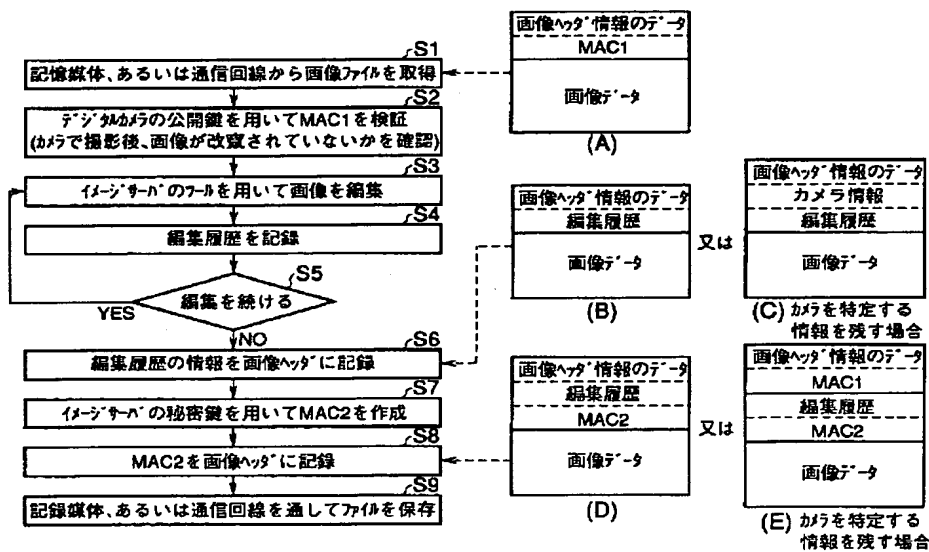 S1
記憶媒体、あるいは通信回線から画像ファイルを取得
S2
デジタルカメラの公開鍵を用いてMAC1を検証
(カメラで撮影後、画像が改竄されていないかを確認)
S3
イメージサーバのツールを用いて画像を編集
S4
編集履歴を記録
S5
編集を続ける
YES
NO
S6
編集履歴の情報を画像ヘッダに記録
S7
イメージサーバの秘密鍵を用いてMAC2を作成
S8
MAC2を画像ヘッダに記録
S9
記録媒体、あるいは通信回線を通してファイルを保存
画像ヘッダ情報のデータ
MAC1
画像データ
(A)
画像ヘッダ情報のデータ
編集履歴
画像データ
(B)
又は
画像ヘッダ情報のデータ
カメラ情報
編集履歴
画像データ
(C) カメラを特定する
情報を残す場合
画像ヘッダ情報のデータ
編集履歴
MAC2
画像データ
(D)
又は
画像ヘッダ情報のデータ
MAC1
編集履歴
MAC2
画像データ
(E) カメラを特定する
情報を残す場合